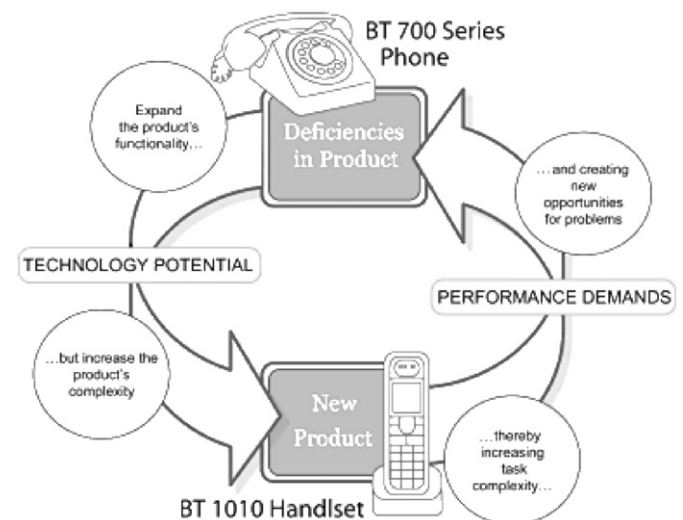 BT 700 Series
Phone
Expand
the product's
functionality...
Deficiencies
in Product
...and creating
new
opportunities
for problems
TECHNOLOGY POTENTIAL
PERFORMANCE DEMANDS
...but increase the
product's
complexity
New
Product
...thereby
increasing
task
complexity...
BT 1010 Handlset